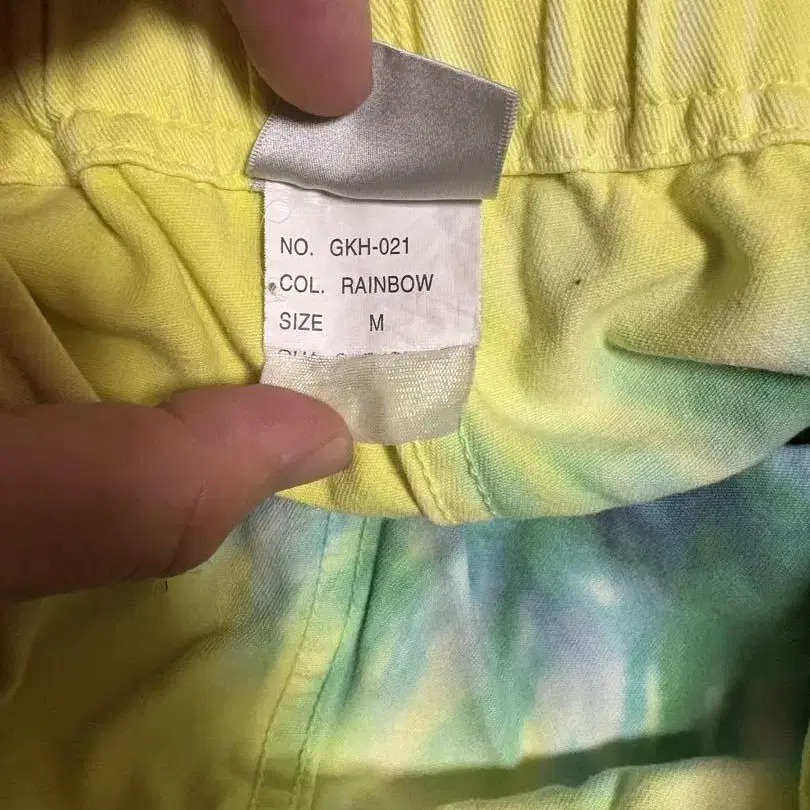 NO. GKH-021
COL. RAINBOW
SIZE M